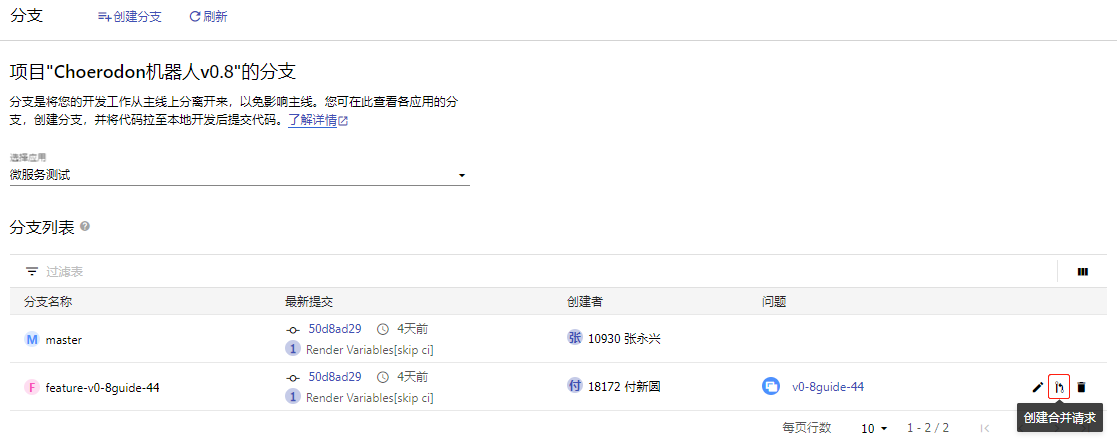 分支
创建分支
刷新
项目"Choerodon机器人v0.8"的分支
分支是将您的开发工作从主线上分离开来，以免影响主线。您可在此查看各应用的分
支，创建分支，并将代码拉至本地开发后提交代码。了解详情
选择应用
微服务测试
分支列表
过滤表
分支名称 最新提交 创建者 问题
M master 50d8ad29 4天前 张 10930 张永兴
1 Render Variables[skip ci]
F feature-v0-8guide-44 50d8ad29 4天前 付 18172 付新圆 v0-8guide-44
1 Render Variables[skip ci]
创建合并请求
每页行数 10 1 - 2 / 2